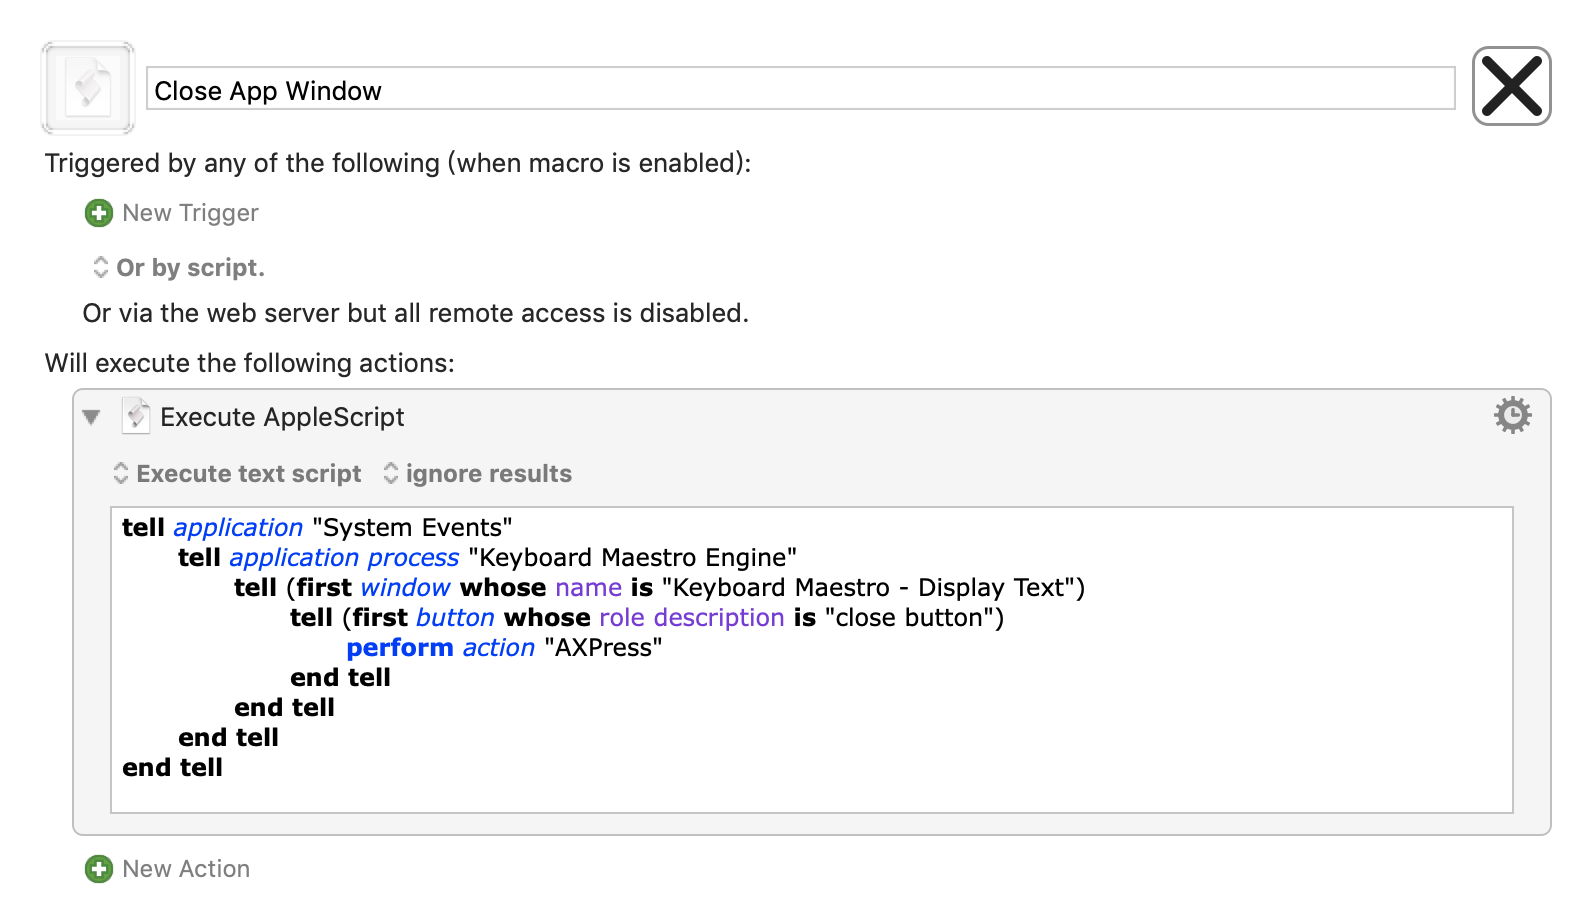 Close App Window
Triggered by any of the following (when macro is enabled):
New Trigger
Or by script.
Or via the web server but all remote access is disabled.
Will execute the following actions:
Execute AppleScript
Execute text script ignore results
tell application "System Events"
tell application process "Keyboard Maestro Engine"
tell (first window whose name is "Keyboard Maestro - Display Text")
tell (first button whose role description is "close button")
perform action "AXPress"
end tell
end tell
end tell
end tell
New Action